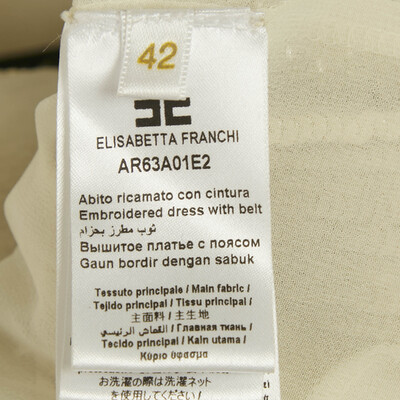 42
ELISABETTA FRANCHI
AR63A01E2
Abito ricamato con cintura
Embroidered dress with belt
ثوب مطرز بحزام
Вышитое платье с поясом
Gaun bordir dengan sabuk
Tessuto principale / Main fabric /
Tejido principal / Tissu principal /
主面料 / 主生地
القماش الرئيسي / Главная ткань /
Tecido principal / Kain utama /
Κύριο ύφασμα
お洗濯の際は洗濯ネット
を使用してください